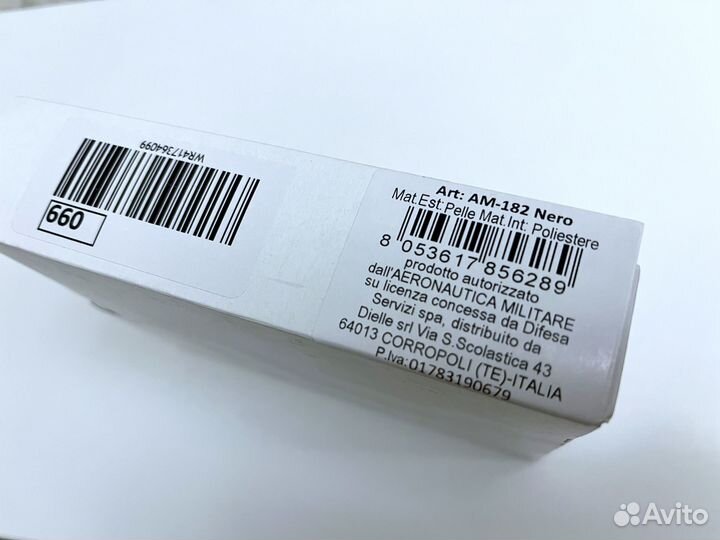 WR417364099
660
Art: AM-182 Nero
Mat.Est:Pelle Mat.Int: Poliestere
8 053617 856289
prodotto autorizzato
dall'AERONAUTICA MILITARE
su licenza concessa da Difesa
Servizi spa, distribuito da
Dielle srl Via S.Scolastica 43
64013 CORROPOLI (TE)-ITALIA
P.Iva:01783190679
Avito